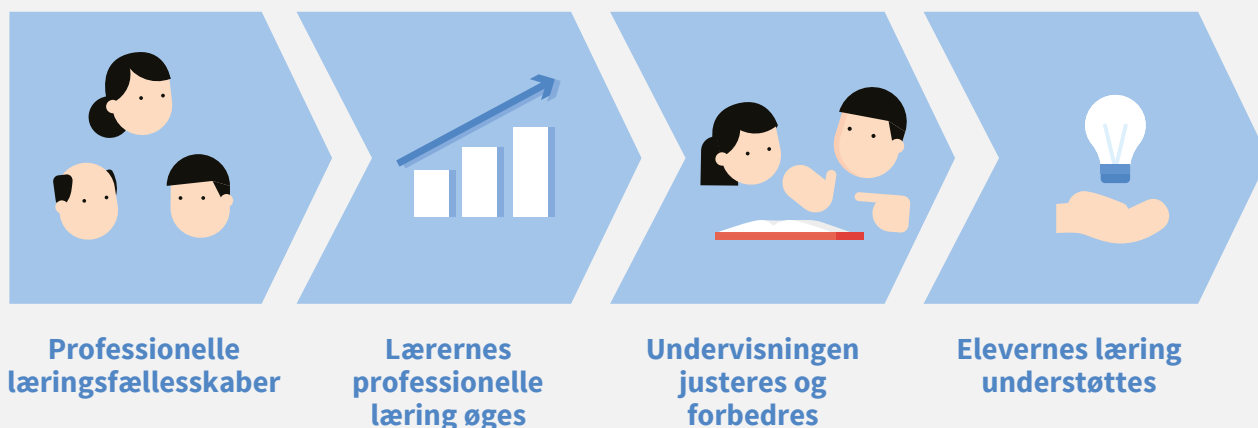 Professionelle
læringsfællesskaber
Lærernes
professionelle
læring øges
Undervisningen
justeres og
forbedres
Elevernes læring
understøttes